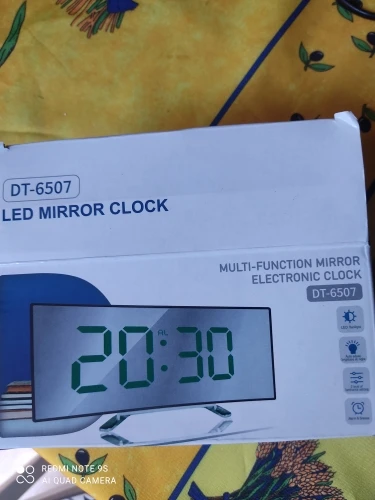 DT-6507
LED MIRROR CLOCK
MULTI-FUNCTION MIRROR
ELECTRONIC CLOCK
DT-6507
AL
20:30
REDMI NOTE 9S
AI QUAD CAMERA